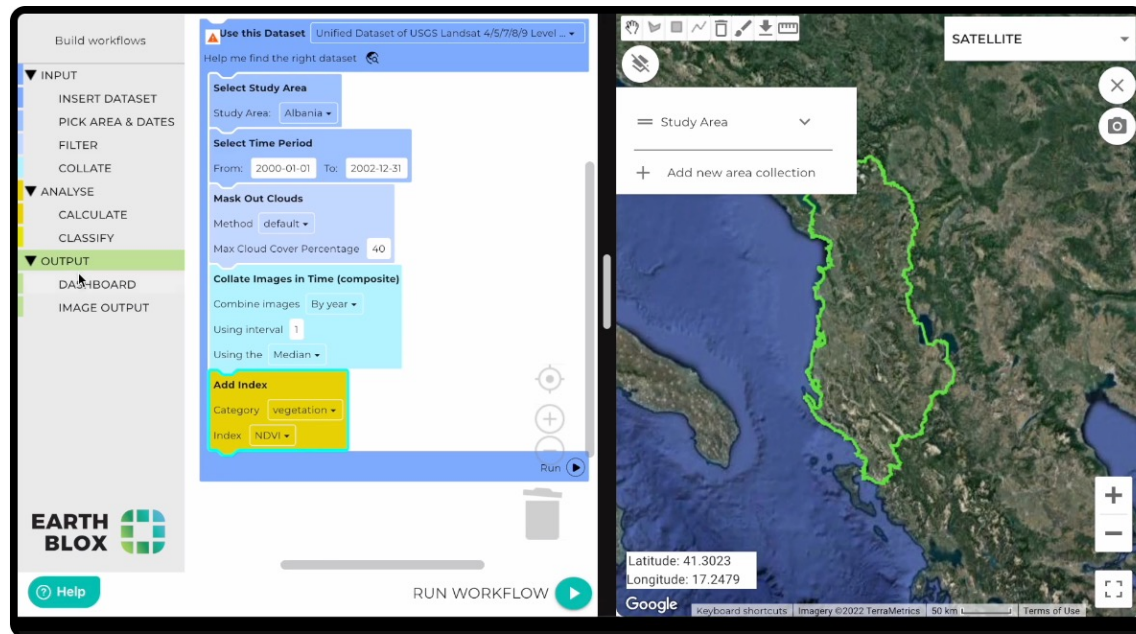 Build workflows
INPUT
INSERT DATASET
PICK AREA & DATES
FILTER
COLLATE
ANALYSE
CALCULATE
CLASSIFY
OUTPUT
DASHBOARD
IMAGE OUTPUT
EARTH
BLOX
Help
Use this Dataset Unified Dataset of USGS Landsat 4/5/7/8/9 Level ...
Help me find the right dataset
Select Study Area
Study Area: Albania
Select Time Period
From: 2000-01-01 To: 2002-12-31
Mask Out Clouds
Method default
Max Cloud Cover Percentage 40
Collate Images in Time (composite)
Combine images By year
Using interval 1
Using the Median
Add Index
Category vegetation
Index NDVI
Run
RUN WORKFLOW
SATELLITE
Study Area
+ Add new area collection
Latitude: 41.3023
Longitude: 17.2479
Google
Keyboard shortcuts Imagery ©2022 TerraMetrics 50 km Terms of Use